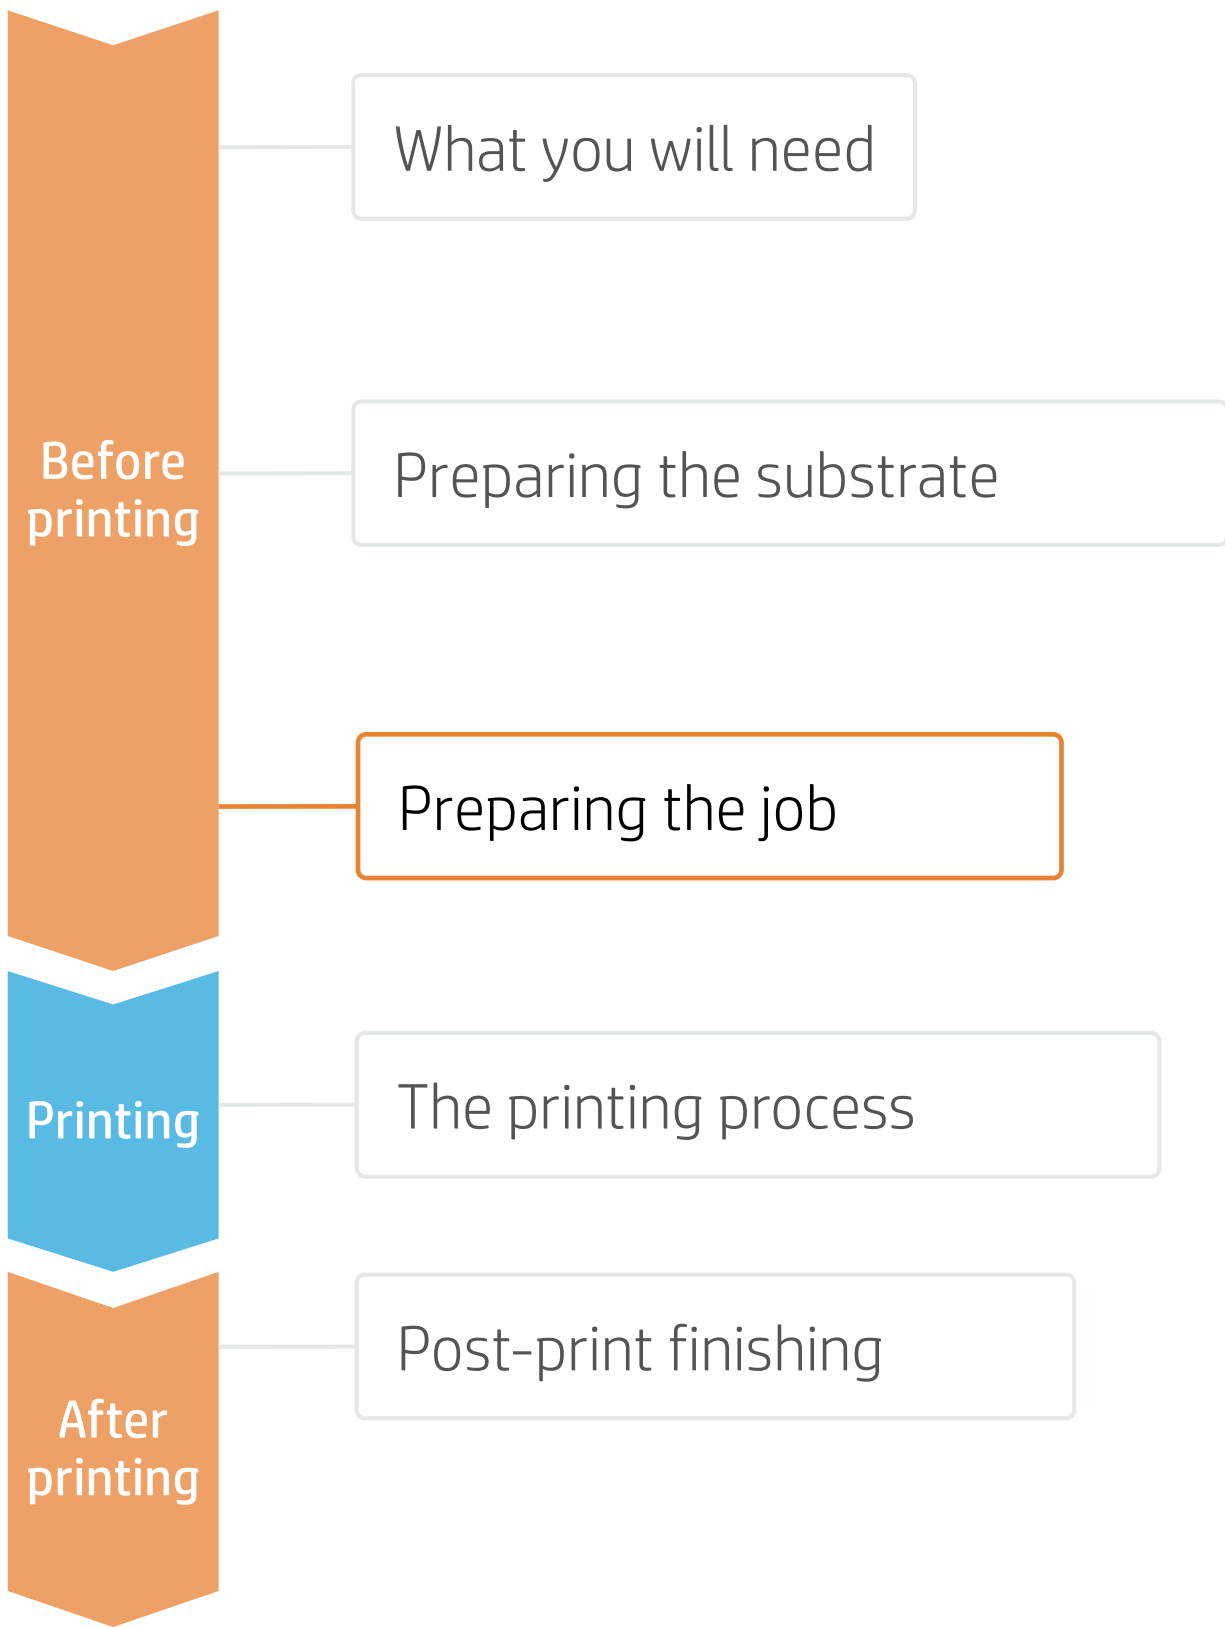 What you will need
Before
printing
Preparing the substrate
Preparing the job
Printing
The printing process
After
printing
Post-print finishing